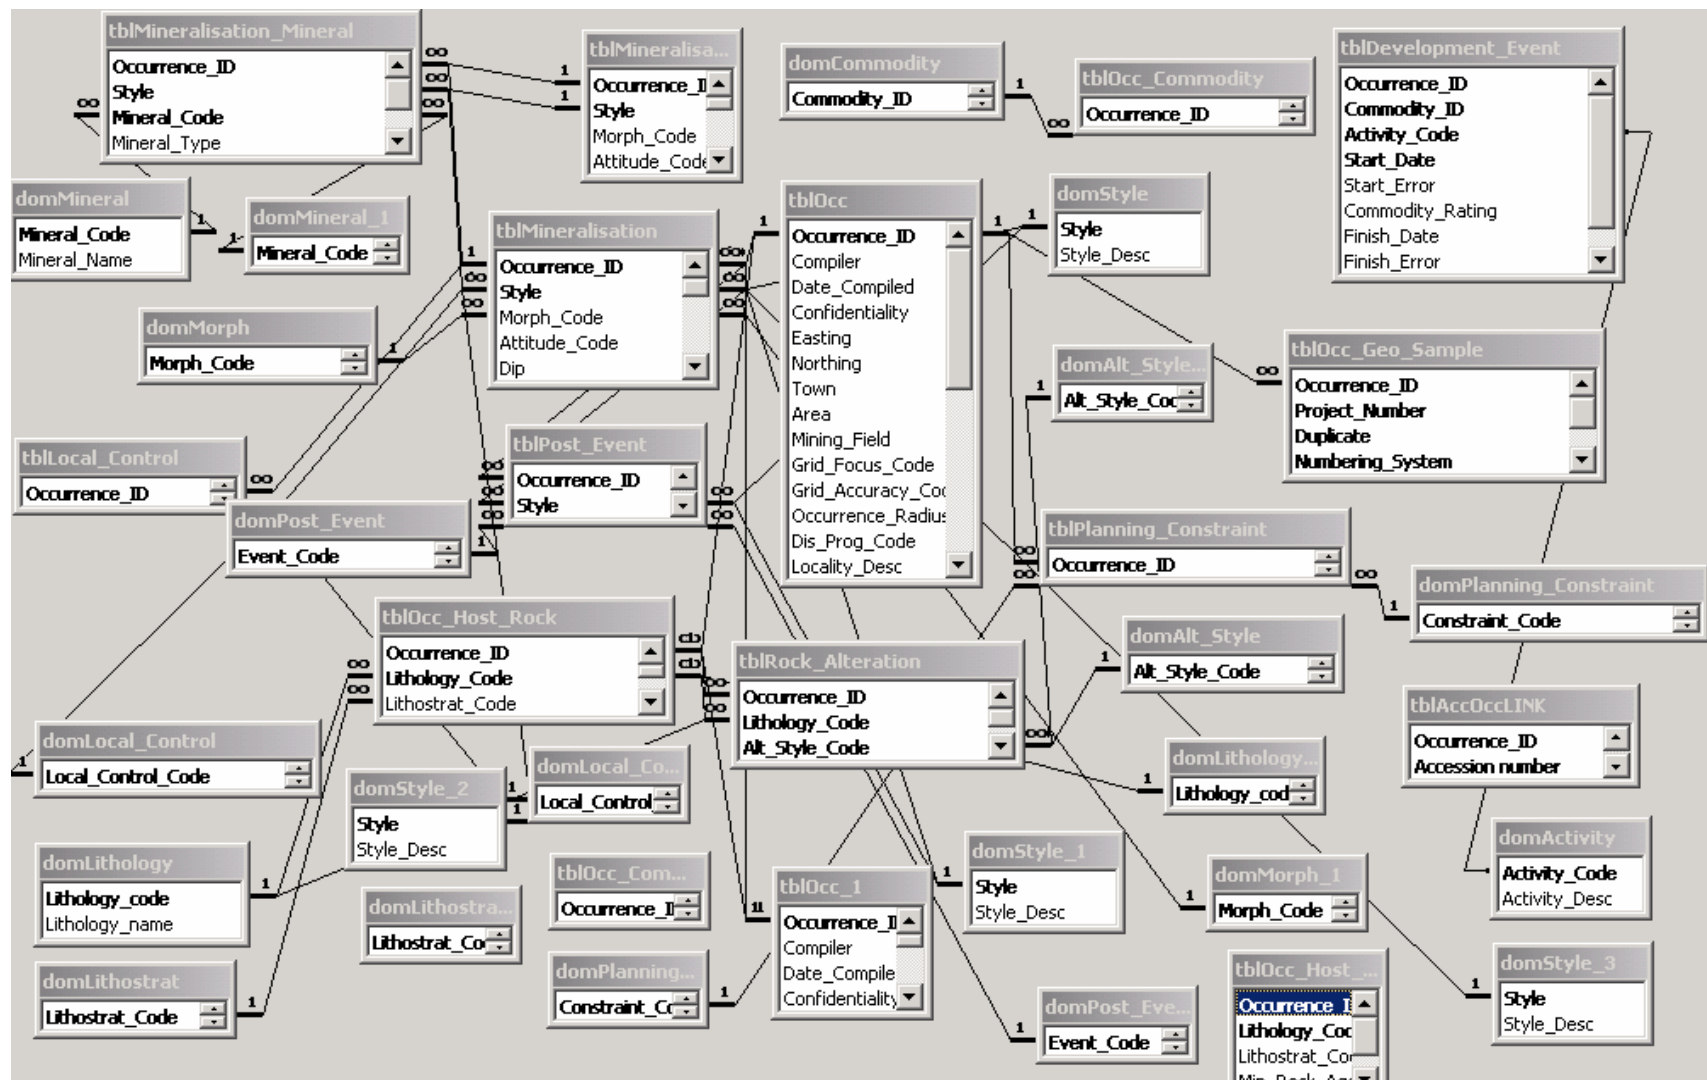 tblMineralisation_Mineral
Occurrence_ID
Style
Mineral_Code
Mineral_Type
tblMineralisa...
Occurrence_I
Style
Morph_Code
Attitude_Code
domCommodity
Commodity_ID
tblOcc_Commodity
Occurrence_ID
tblDevelopment_Event
Occurrence_ID
Commodity_ID
Activity_Code
Start_Date
Start_Error
Commodity_Rating
Finish_Date
Finish_Error
domMineral
Mineral_Code
Mineral_Name
domMineral_1
Mineral_Code
tblMineralisation
Occurrence_ID
Style
Morph_Code
Attitude_Code
Dip
tblOcc
Occurrence_ID
Compiler
Date_Compiled
Confidentiality
Easting
Northing
Town
Area
Mining_Field
Grid_Focus_Code
Grid_Accuracy_Coc
Occurrence_Radius
Dis_Prog_Code
Locality_Desc
domStyle
Style
Style_Desc
domMorph
Morph_Code
domAlt_Style...
Alt_Style_Coc
tblOcc_Geo_Sample
Occurrence_ID
Project_Number
Duplicate
Numbering_System
tblLocal_Control
Occurrence_ID
tblPost_Event
Occurrence_ID
Style
domPost_Event
Event_Code
tblPlanning_Constraint
Occurrence_ID
domPlanning_Constraint
Constraint_Code
tblOcc_Host_Rock
Occurrence_ID
Lithology_Code
Lithostrat_Code
tblRock_Alteration
Occurrence_ID
Lithology_Code
Alt_Style_Code
domAlt_Style
Alt_Style_Code
tblAccOccLINK
Occurrence_ID
Accession number
domLocal_Control
Local_Control_Code
domStyle_2
Style
Style_Desc
domLocal_Co...
Local_Control
domLithology...
Lithology_cod
domLithology
Lithology_code
Lithology_name
domLithostra...
Lithostrat_Co
tblOcc_Com...
Occurrence_I
tblOcc_1
Occurrence_I
Compiler
Date_Compile
Confidentiality
domStyle_1
Style
Style_Desc
domMorph_1
Morph_Code
domActivity
Activity_Code
Activity_Desc
domLithostrat
Lithostrat_Code
domPlanning...
Constraint_Cc
domPost_Eve...
Event_Code
tblOcc_Host_...
Occurrence_I
Lithology_Coc
Lithostrat_Cor
domStyle_3
Style
Style_Desc